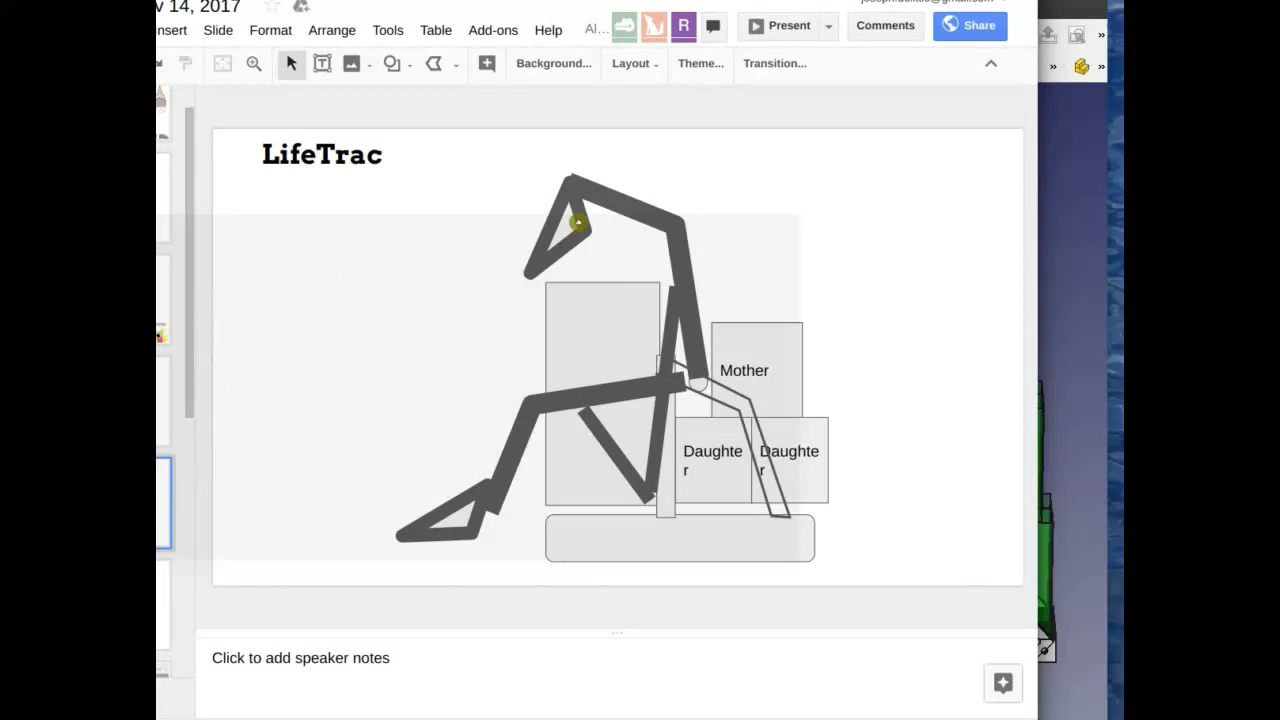 v 14, 2017
nsert Slide Format Arrange Tools Table Add-ons Help Al... R Present Comments Share
Background... Layout Theme... Transition...
LifeTrac
Mother
Daughte
r
Daughte
r
Click to add speaker notes